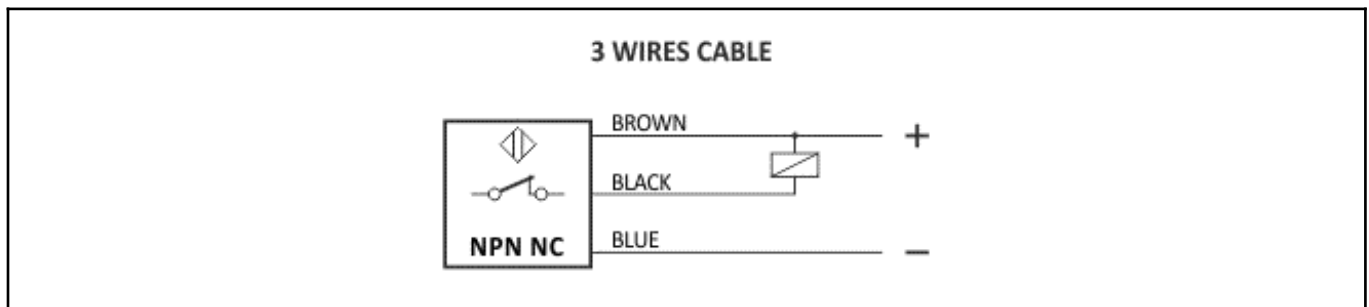 3 WIRES CABLE
BROWN
+
BLACK
NPN NC
BLUE
−